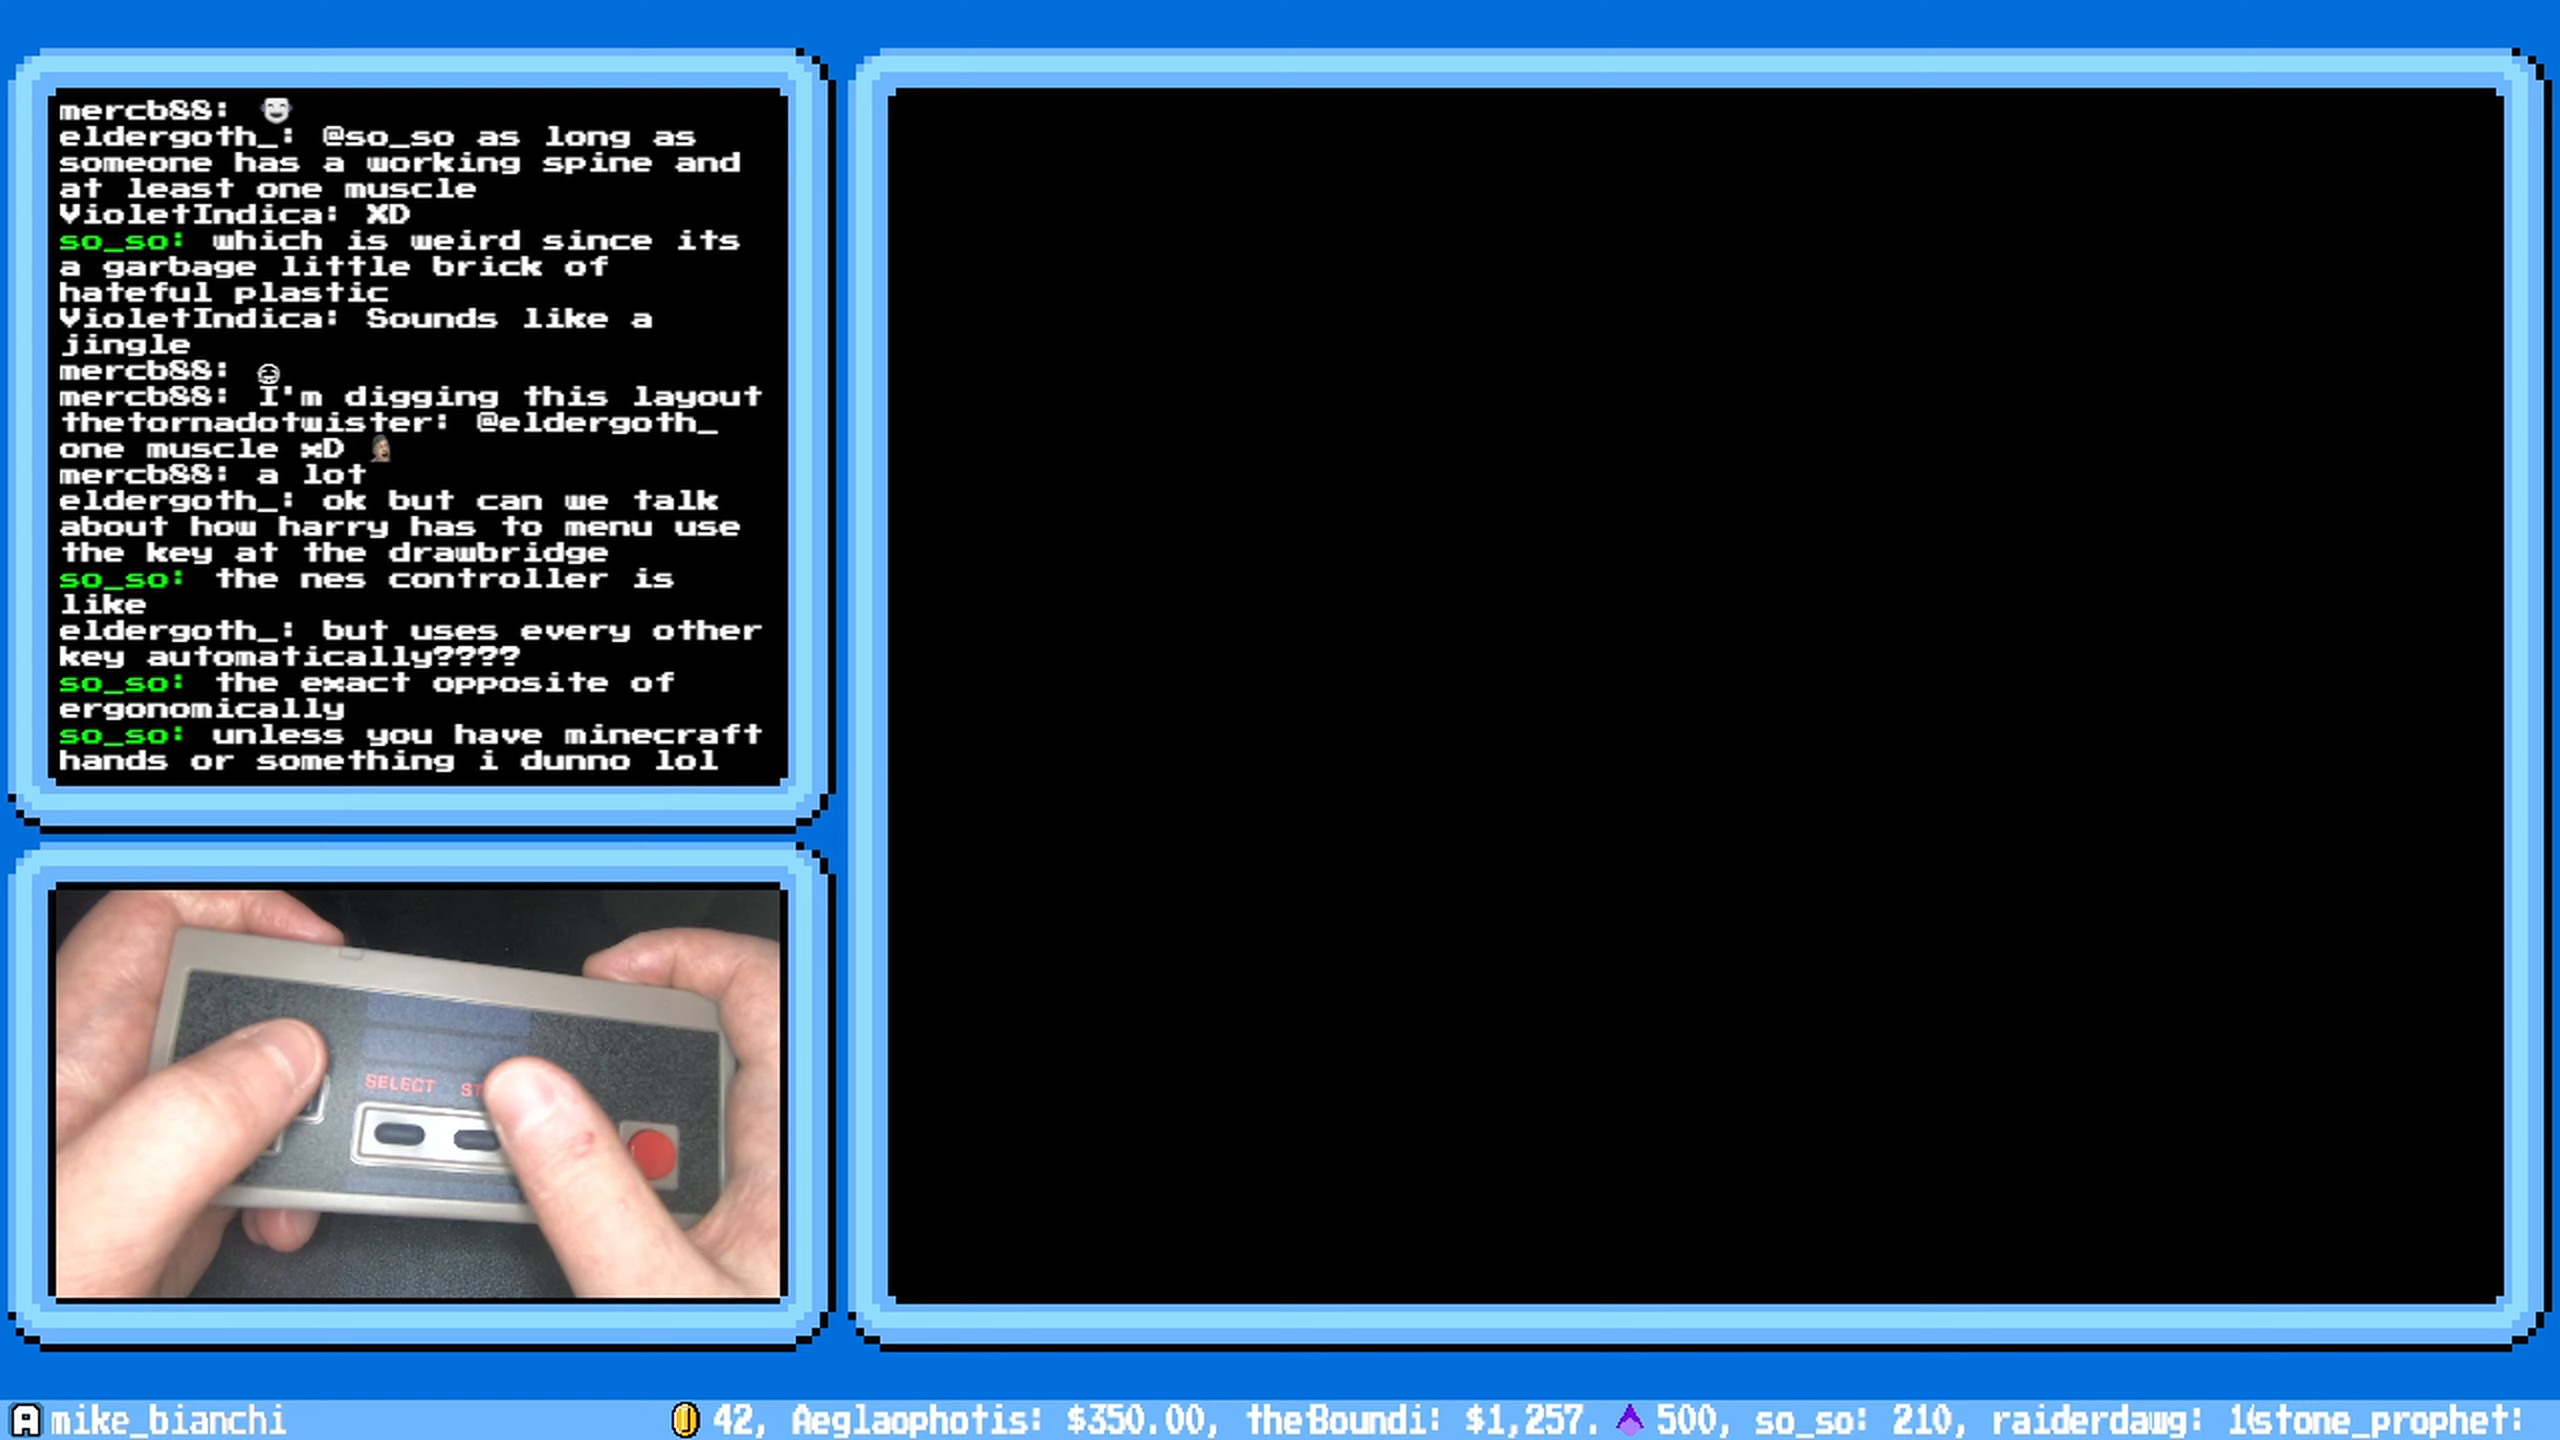 mercb88:
eldergoth_: @so_so as long as
someone has a working spine and
at least one muscle
VioletIndica: XD
so_so: which is weird since its
a garbage little brick of
hateful plastic
VioletIndica: Sounds like a
jingle
mercb88:
mercb88: I'm digging this layout
thetornadotwister: @eldergoth_
one muscle xD
mercb88: a lot
eldergoth_: ok but can we talk
about how harry has to menu use
the key at the drawbridge
so_so: the nes controller is
like
eldergoth_: but uses every other
key automatically????
so_so: the exact opposite of
ergonomically
so_so: unless you have minecraft
hands or something i dunno lol
SELECT
A mike_bianchi 42, Aeglaophotis: $350.00, theBoundi: $1,257. 500, so_so: 210, raiderdawg: stone_prophet: